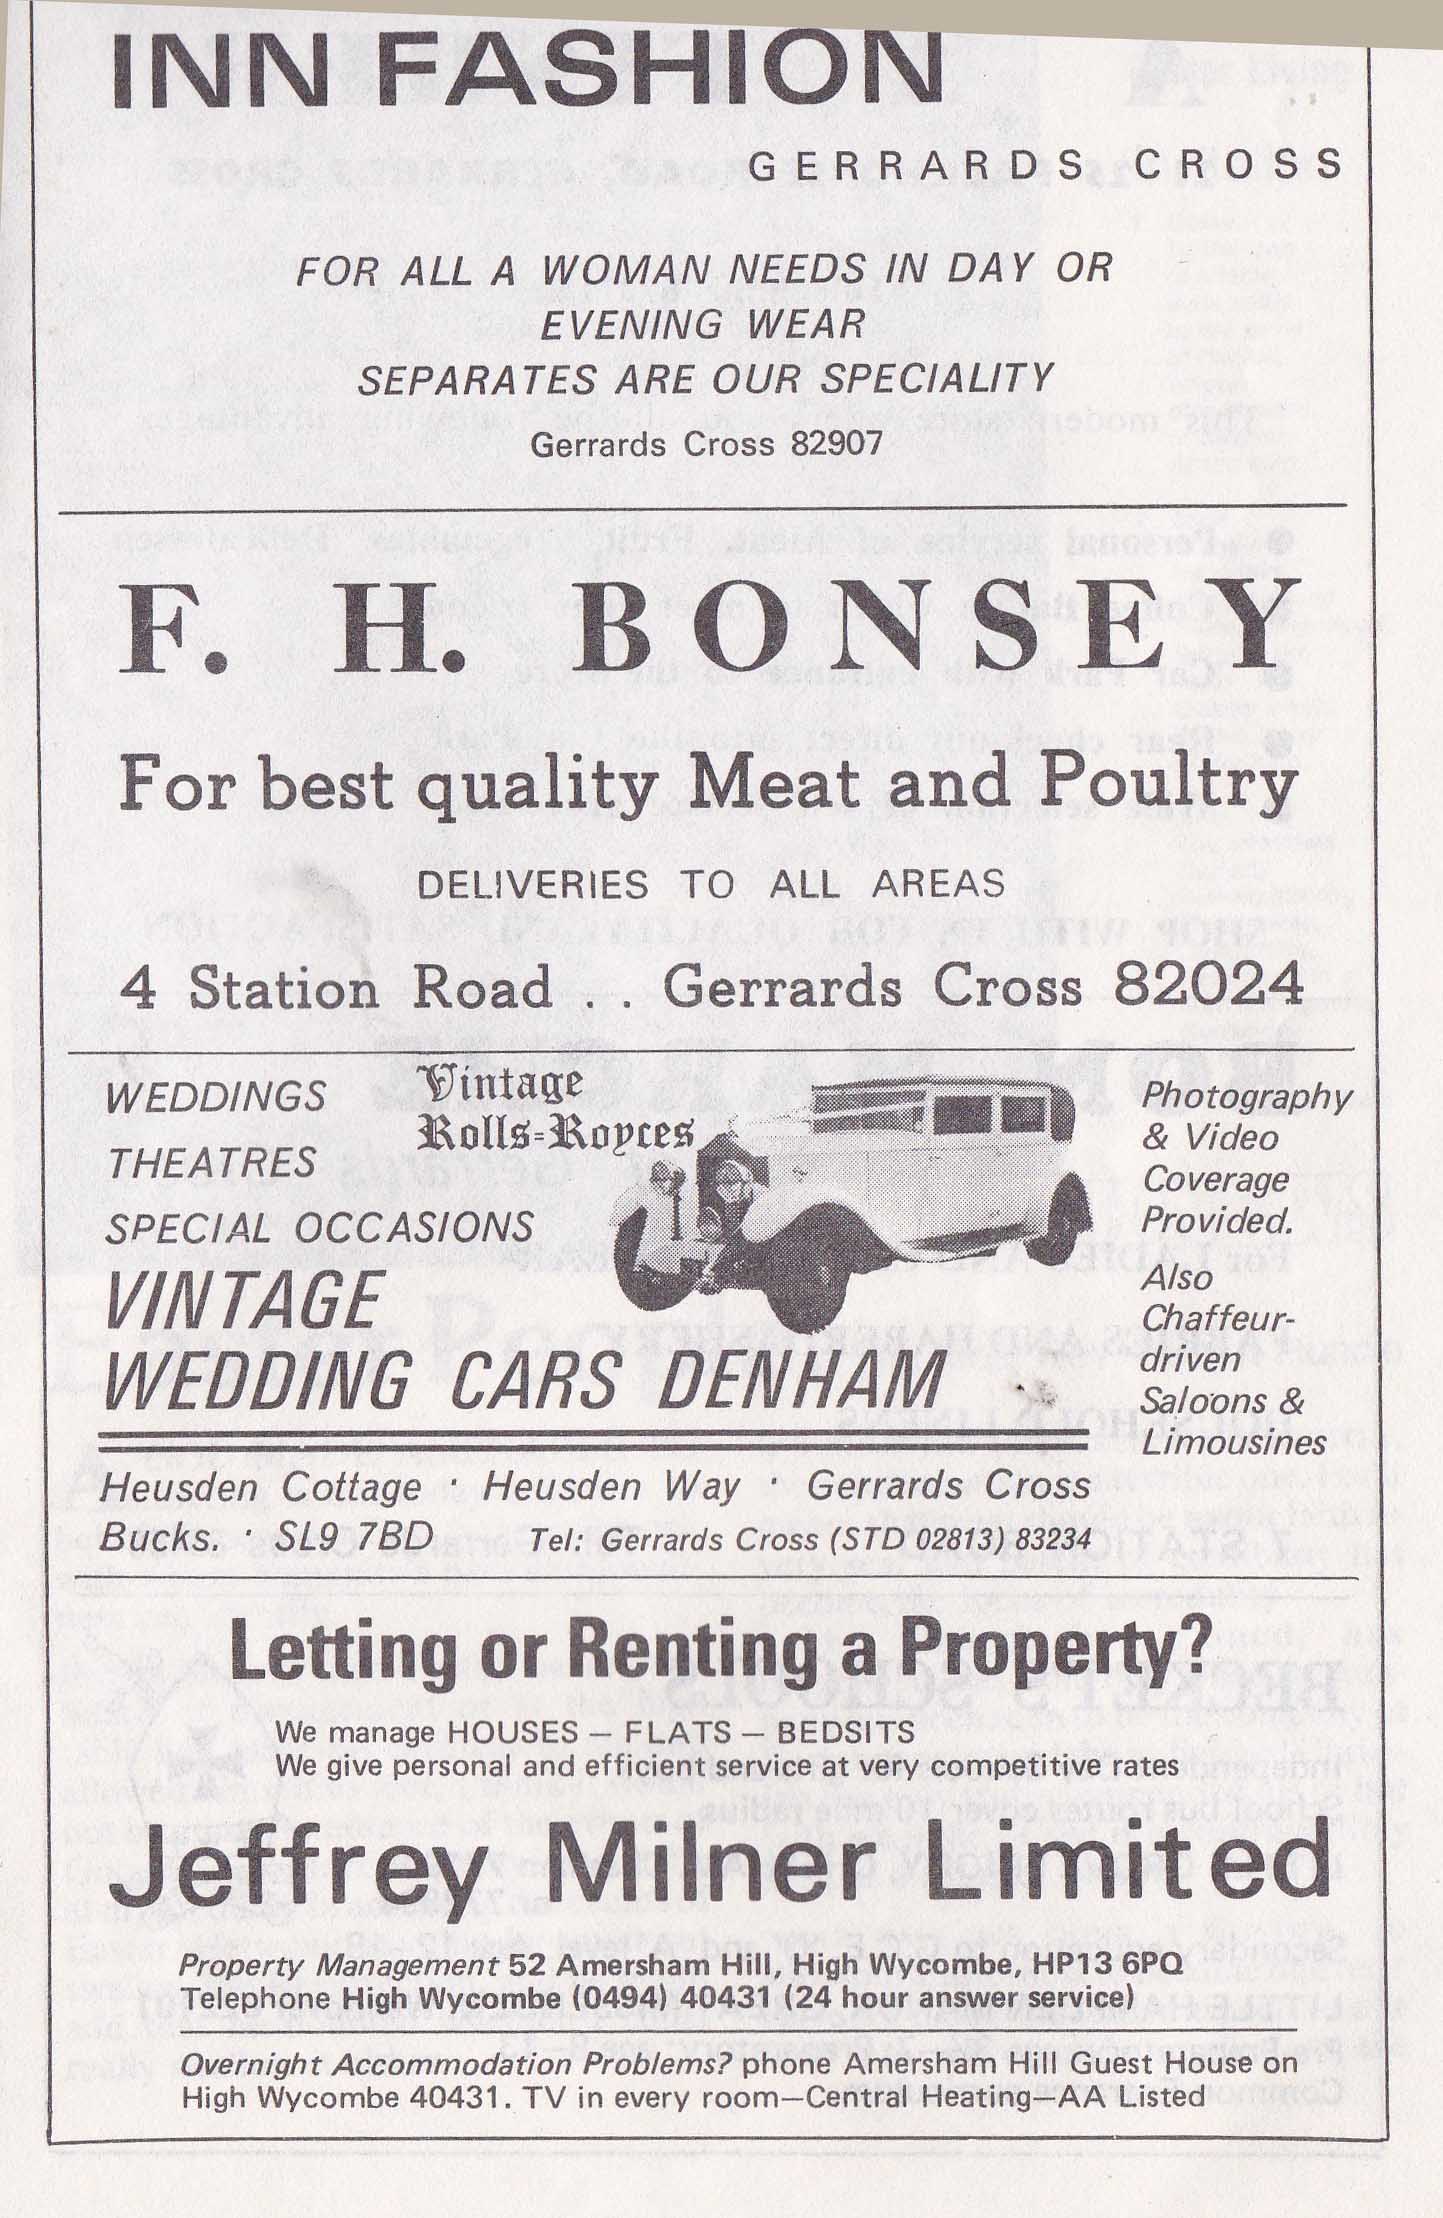 INN FASHION
GERRARDS CROSS
FOR ALL A WOMAN NEEDS IN DAY OR
EVENING WEAR
SEPARATES ARE OUR SPECIALITY
Gerrards Cross 82907
F. H. BONSEY
For best quality Meat and Poultry
DELIVERIES TO ALL AREAS
4 Station Road . . Gerrards Cross 82024
WEDDINGS
THEATRES
SPECIAL OCCASIONS
Vintage
Rolls-Royces
VINTAGE
WEDDING CARS DENHAM
Photography
& Video
Coverage
Provided.
Also
Chaffeur-
driven
Saloons &
Limousines
Heusden Cottage · Heusden Way · Gerrards Cross
Bucks. · SL9 7BD Tel: Gerrards Cross (STD 02813) 83234
Letting or Renting a Property?
We manage HOUSES – FLATS – BEDSITS
We give personal and efficient service at very competitive rates
Jeffrey Milner Limited
Property Management 52 Amersham Hill, High Wycombe, HP13 6PQ
Telephone High Wycombe (0494) 40431 (24 hour answer service)
Overnight Accommodation Problems? phone Amersham Hill Guest House on
High Wycombe 40431. TV in every room–Central Heating–AA Listed